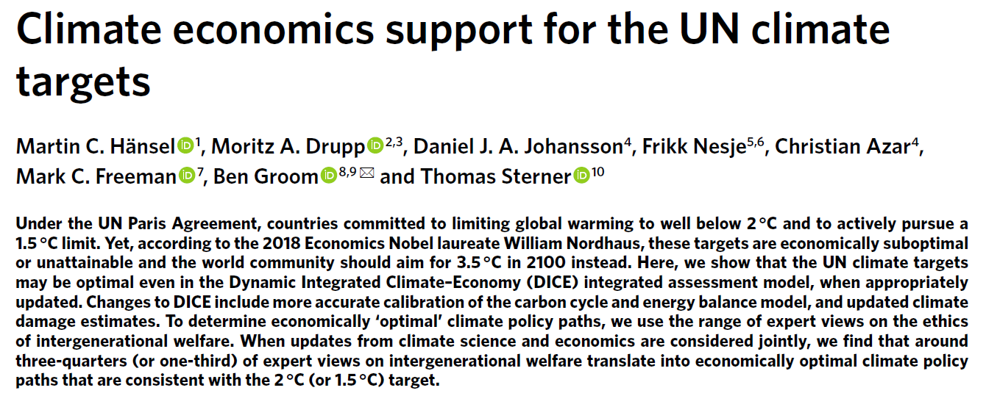 Climate economics support for the UN climate
targets
Martin C. Hänsel iD 1, Moritz A. Drupp iD 2,3, Daniel J. A. Johansson4, Frikk Nesje5,6, Christian Azar4,
Mark C. Freeman iD 7, Ben Groom iD 8,9 ✉ and Thomas Sterner iD 10
Under the UN Paris Agreement, countries committed to limiting global warming to well below 2 °C and to actively pursue a
1.5 °C limit. Yet, according to the 2018 Economics Nobel laureate William Nordhaus, these targets are economically suboptimal
or unattainable and the world community should aim for 3.5 °C in 2100 instead. Here, we show that the UN climate targets
may be optimal even in the Dynamic Integrated Climate–Economy (DICE) integrated assessment model, when appropriately
updated. Changes to DICE include more accurate calibration of the carbon cycle and energy balance model, and updated climate
damage estimates. To determine economically ‘optimal’ climate policy paths, we use the range of expert views on the ethics
of intergenerational welfare. When updates from climate science and economics are considered jointly, we find that around
three-quarters (or one-third) of expert views on intergenerational welfare translate into economically optimal climate policy
paths that are consistent with the 2 °C (or 1.5 °C) target.